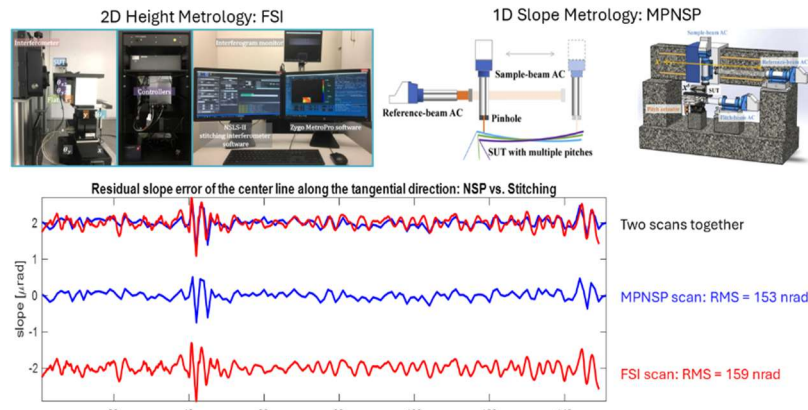 2D Height Metrology: FSI
1D Slope Metrology: MPNSP
Interferometer
Interferogram monitor
SUT
Flat
Controllers
NSLS-II
stitching interferometer
software
Zygo MetroPro software
Sample-beam AC
Reference-beam AC
Pinhole
SUT with multiple pitches
Sample-beam AC
Reference-beam AC
SUT
Pitch-beam AC
Residual slope error of the center line along the tangential direction: NSP vs. Stitching
slope [μrad]
2
1
0
-1
-2
Two scans together
MPNSP scan: RMS = 153 nrad
FSI scan: RMS = 159 nrad